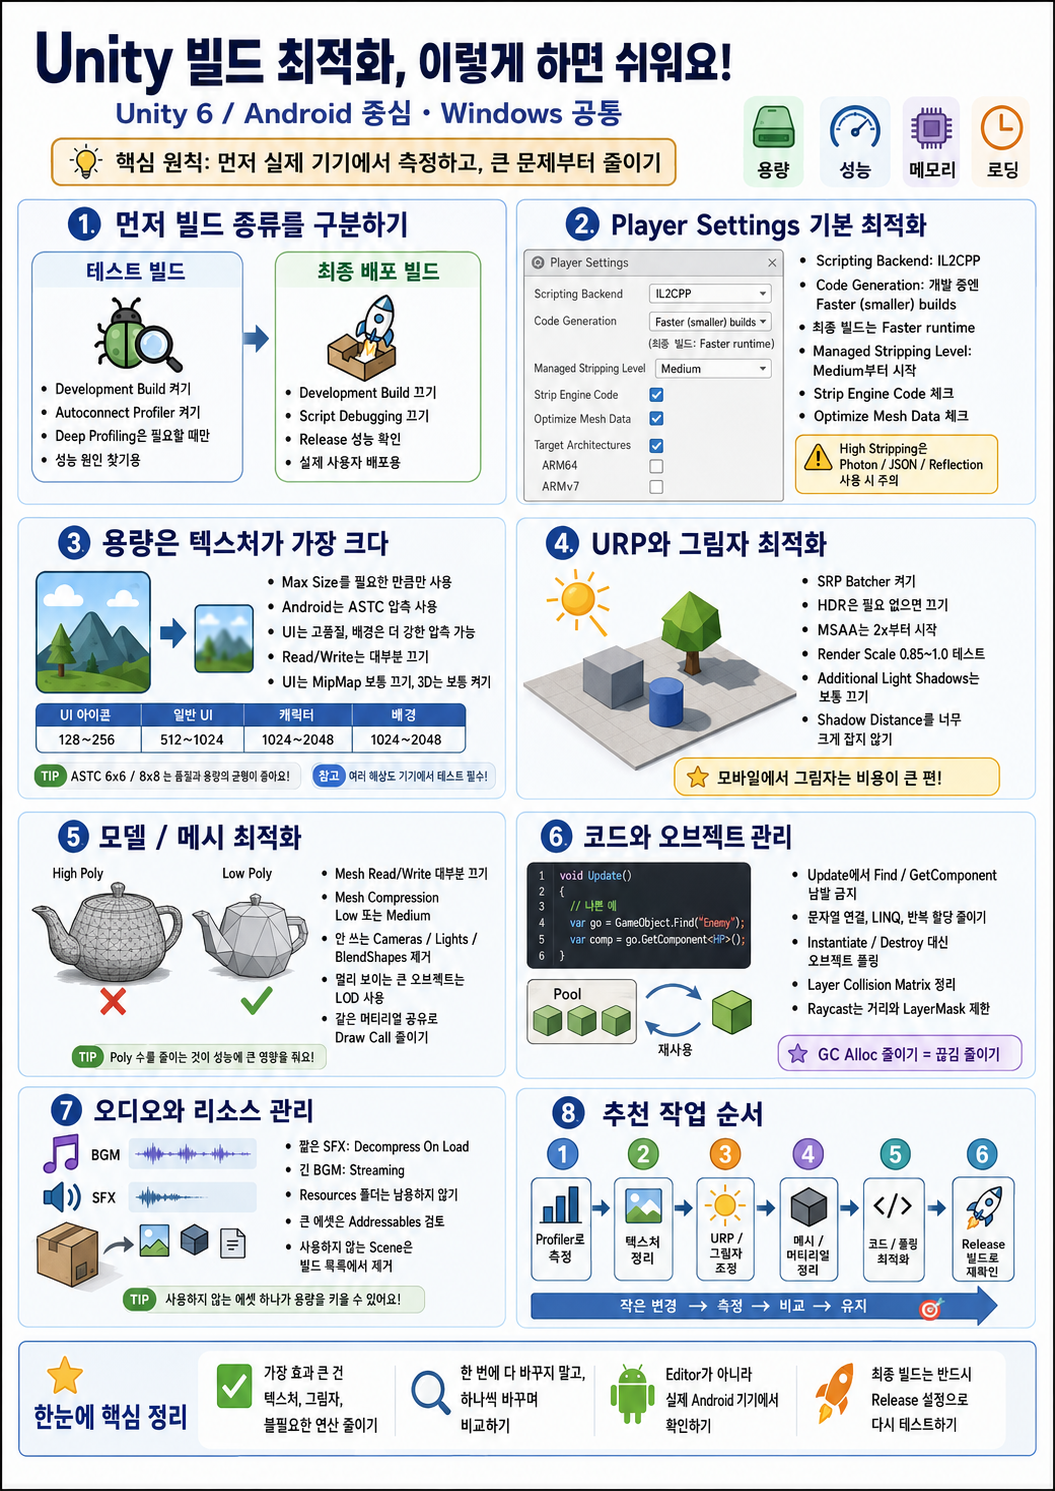 Unity 빌드 최적화, 이렇게 하면 쉬워요!
Unity 6 / Android 중심 · Windows 공통
핵심 원칙: 먼저 실제 기기에서 측정하고, 큰 문제부터 줄이기
용량
성능
메모리
로딩
1. 먼저 빌드 종류를 구분하기
테스트 빌드
• Development Build 켜기
• Autoconnect Profiler 켜기
• Deep Profiling은 필요할 때만
• 성능 원인 찾기용
최종 배포 빌드
• Development Build 끄기
• Script Debugging 끄기
• Release 성능 확인
• 실제 사용자 배포용
2. Player Settings 기본 최적화
Player Settings
Scripting Backend IL2CPP
Code Generation Faster (smaller) builds
(최종 빌드: Faster runtime)
Managed Stripping Level Medium
Strip Engine Code
Optimize Mesh Data
Target Architectures
ARM64
ARMv7
• Scripting Backend: IL2CPP
• Code Generation: 개발 중엔
Faster (smaller) builds
• 최종 빌드는 Faster runtime
• Managed Stripping Level:
Medium부터 시작
• Strip Engine Code 체크
• Optimize Mesh Data 체크
High Stripping은
Photon / JSON / Reflection
사용 시 주의
3. 용량은 텍스처가 가장 크다
• Max Size를 필요한 만큼만 사용
• Android는 ASTC 압축 사용
• UI는 고품질, 배경은 더 강한 압축 가능
• Read/Write는 대부분 끄기
• UI는 MipMap 보통 끄기, 3D는 보통 켜기
UI 아이콘 일반 UI 캐릭터 배경
128~256 512~1024 1024~2048 1024~2048
TIP ASTC 6x6 / 8x8 는 품질과 용량의 균형이 좋아요!
참고 여러 해상도 기기에서 테스트 필수!
4. URP와 그림자 최적화
• SRP Batcher 켜기
• HDR은 필요 없으면 끄기
• MSAA는 2x부터 시작
• Render Scale 0.85~1.0 테스트
• Additional Light Shadows는
보통 끄기
• Shadow Distance를 너무
크게 잡지 않기
모바일에서 그림자는 비용이 큰 편!
5 모델 / 메시 최적화
High Poly
Low Poly
• Mesh Read/Write 대부분 끄기
• Mesh Compression
Low 또는 Medium
• 안 쓰는 Cameras / Lights /
BlendShapes 제거
• 멀리 보이는 큰 오브젝트는
LOD 사용
• 같은 머티리얼 공유로
Draw Call 줄이기
TIP Poly 수를 줄이는 것이 성능에 큰 영향을 줘요!
6. 코드와 오브젝트 관리
1 void Update()
2 {
3 // 나쁜 예
4 var go = GameObject.Find("Enemy");
5 var comp = go.GetComponent<HP>();
6 }
Pool
재사용
• Update에서 Find / GetComponent
남발 금지
• 문자열 연결, LINQ, 반복 할당 줄이기
• Instantiate / Destroy 대신
오브젝트 풀링
• Layer Collision Matrix 정리
• Raycast는 거리와 LayerMask 제한
GC Alloc 줄이기 = 끊김 줄이기
7 오디오와 리소스 관리
BGM
SFX
• 짧은 SFX: Decompress On Load
• 긴 BGM: Streaming
• Resources 폴더는 남용하지 않기
• 큰 에셋은 Addressables 검토
• 사용하지 않는 Scene은
빌드 목록에서 제거
TIP 사용하지 않는 에셋 하나가 용량을 키울 수 있어요!
8 추천 작업 순서
1 2 3 4 5 6
Profiler로
측정
텍스처
정리
URP /
그림자
조정
메시 /
머티리얼
정리
</>
코드 / 풀링
최적화
Release
빌드로
재확인
작은 변경 → 측정 → 비교 → 유지
한눈에 핵심 정리
가장 효과 큰 건
텍스처, 그림자,
불필요한 연산 줄이기
한 번에 다 바꾸지 말고,
하나씩 바꾸며
비교하기
Editor가 아니라
실제 Android 기기에서
확인하기
최종 빌드는 반드시
Release 설정으로
다시 테스트하기